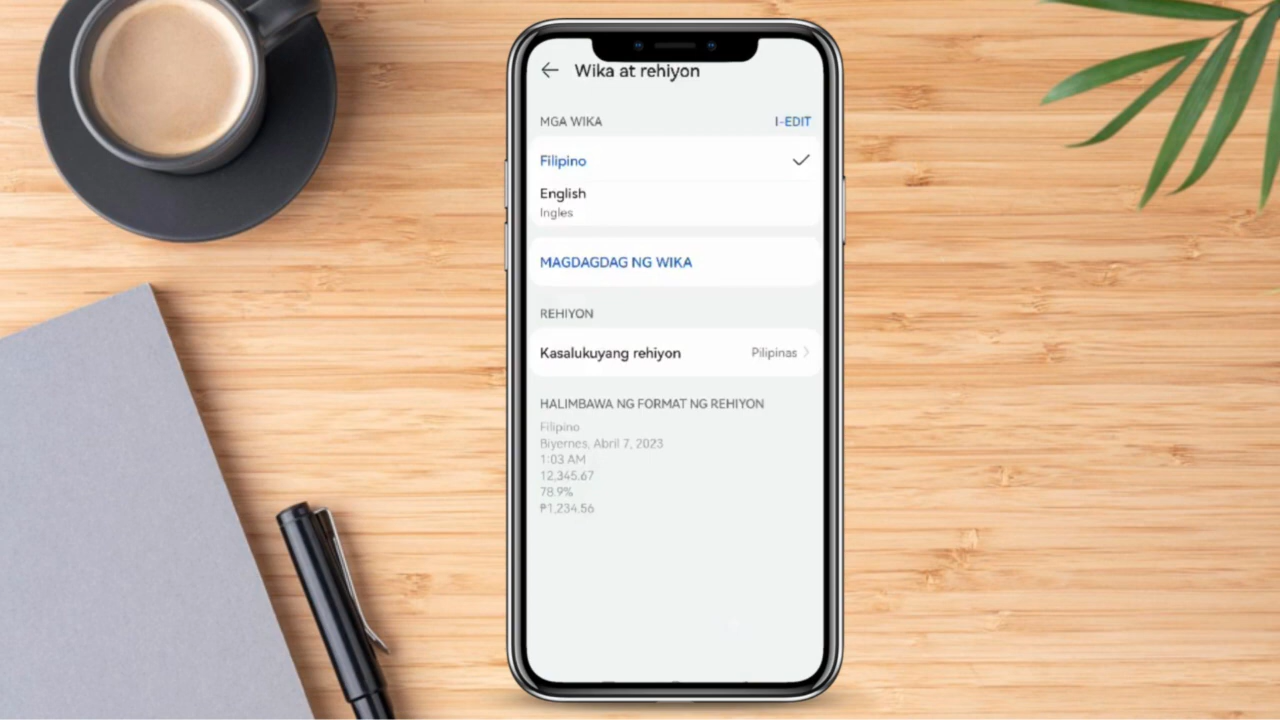 Wika at rehiyon
MGA WIKA I-EDIT
Filipino
English
Ingles
MAGDAGDAG NG WIKA
REHIYON
Kasalukuyang rehiyon Pilipinas
HALIMBAWA NG FORMAT NG REHIYON
Filipino
Biyernes, Abril 7, 2023
1:03 AM
12,345.67
78.9%
₱1,234.56